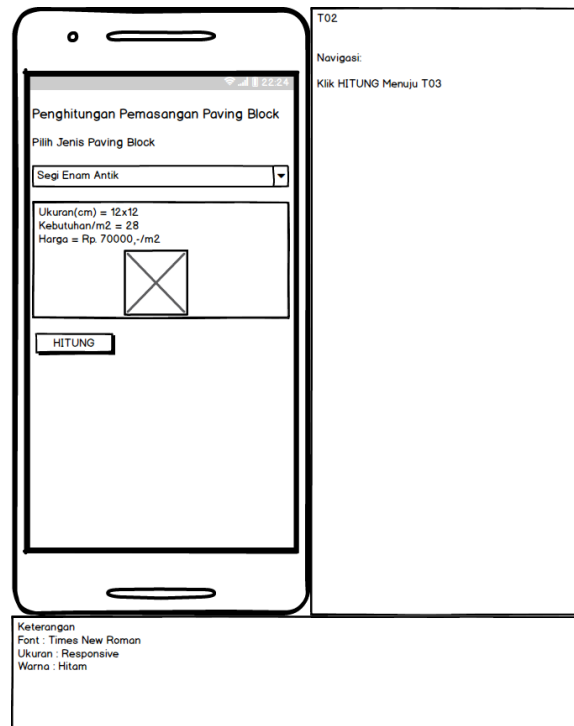 22:24
Penghitungan Pemasangan Paving Block
Pilih Jenis Paving Block
Segi Enam Antik
Ukuran(cm) = 12x12
Kebutuhan/m2 = 28
Harga = Rp. 70000,-/m2
HITUNG
T02
Navigasi:
Klik HITUNG Menuju T03
Keterangan
Font : Times New Roman
Ukuran : Responsive
Warna : Hitam